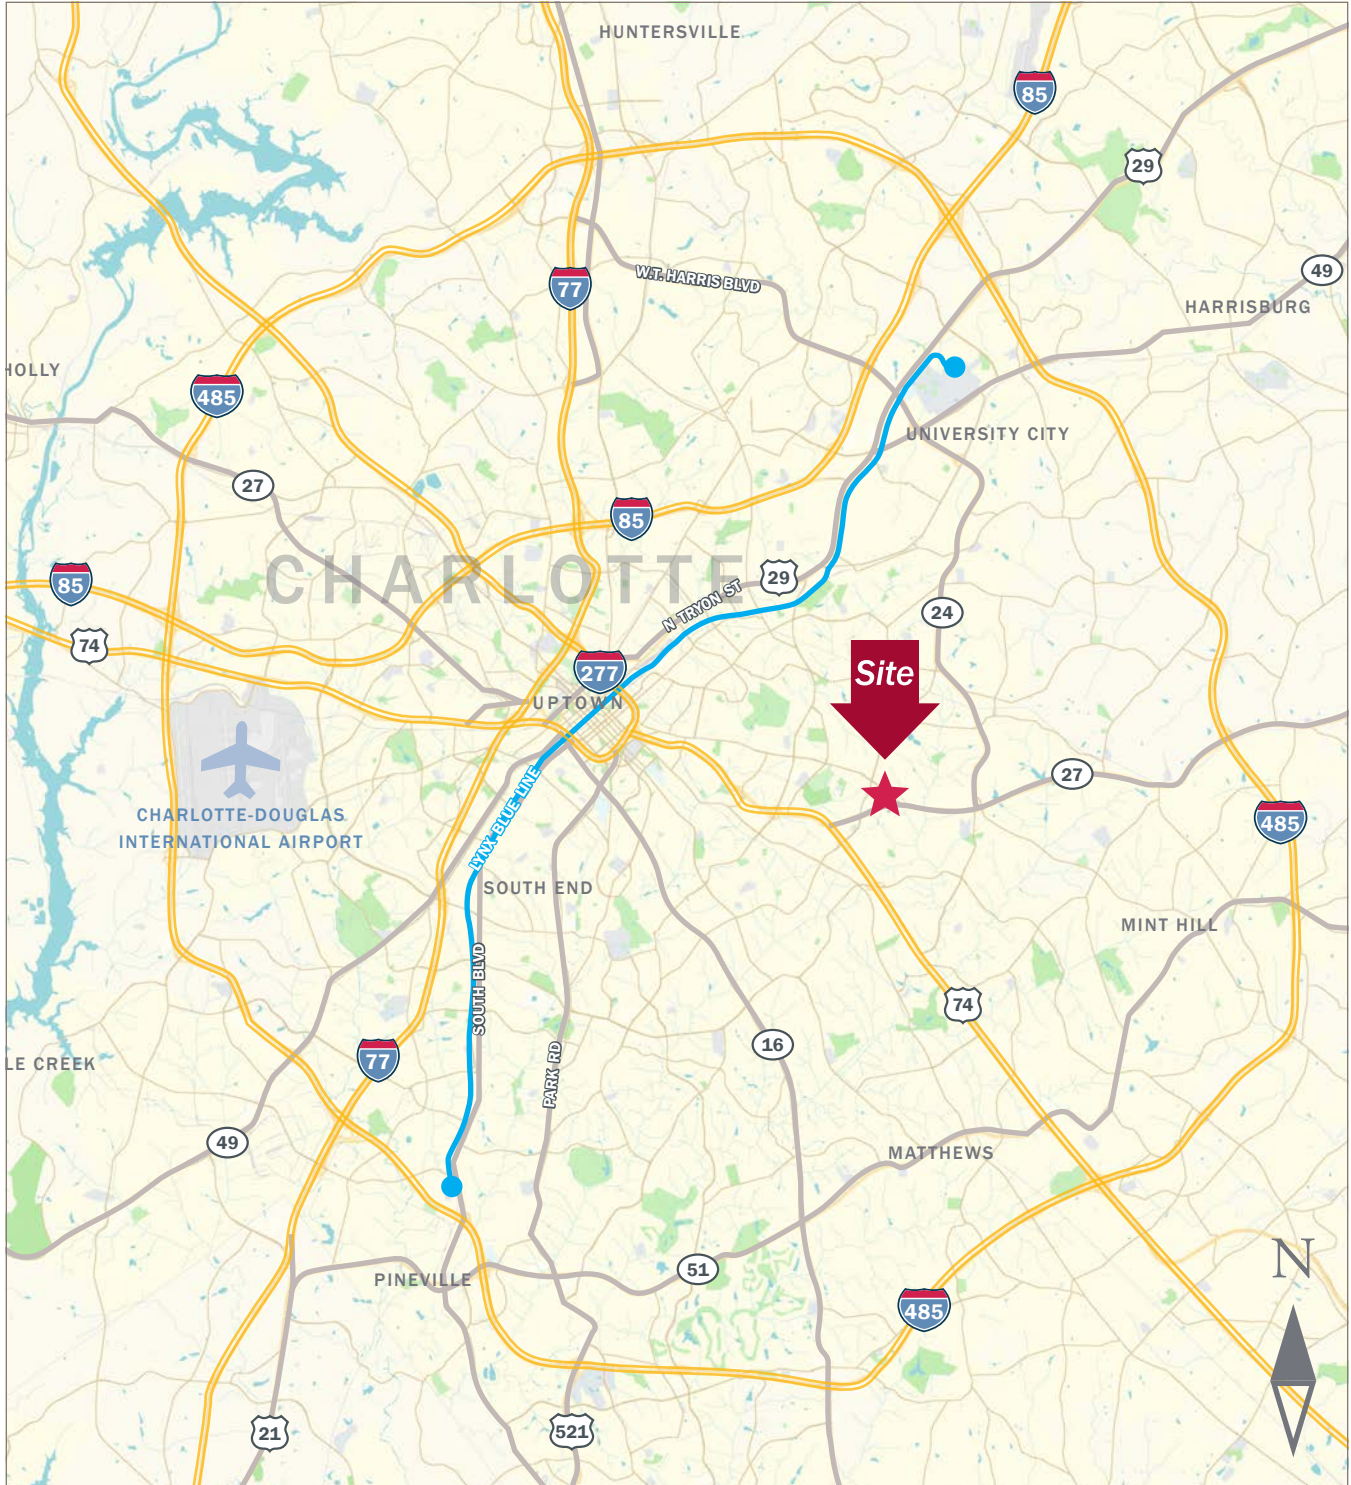 HUNTERSVILLE
85
29
49
W.T. HARRIS BLVD
77
HARRISBURG
HOLLY
485
UNIVERSITY CITY
27
85
CHARLOTTE
85
29
N TRYON ST
24
74
277
Site
UPTOWN
27
CHARLOTTE-DOUGLAS
INTERNATIONAL AIRPORT
LYNX BLUE LINE
485
SOUTH END
MINT HILL
SOUTH BLVD
74
16
LE CREEK
77
PARK RD
49
MATTHEWS
N
51
PINEVILLE
485
21
521